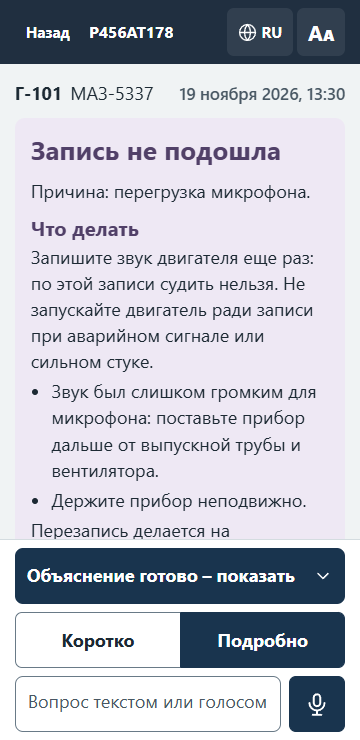 Назад P456AT178 RU Aa
Г-101 МАЗ-5337 19 ноября 2026, 13:30
Запись не подошла
Причина: перегрузка микрофона.
Что делать
Запишите звук двигателя еще раз:
по этой записи судить нельзя. Не
запускайте двигатель ради записи
при аварийном сигнале или
сильном стуке.
• Звук был слишком громким для
микрофона: поставьте прибор
дальше от выпускной трубы и
вентилятора.
• Держите прибор неподвижно.
Перезапись делается на
Объяснение готово – показать
Коротко Подробно
Вопрос текстом или голосом